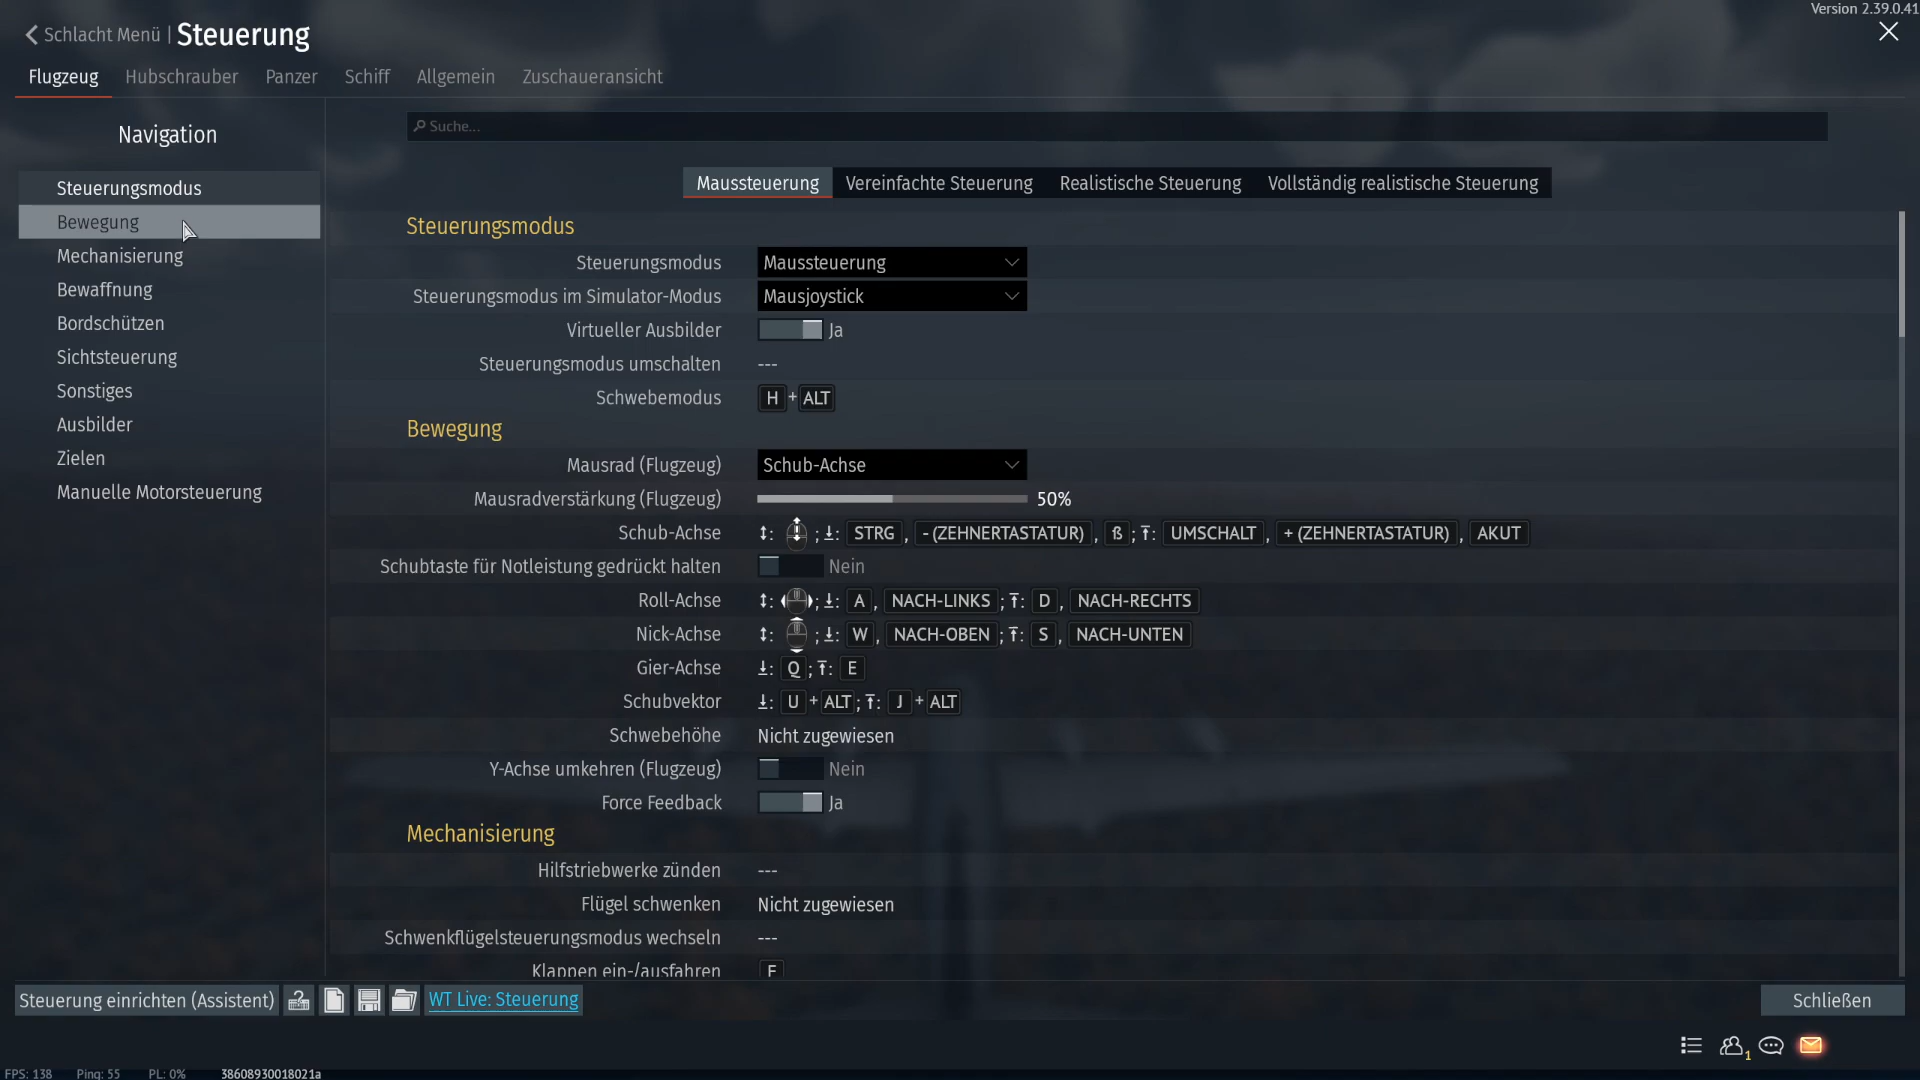 Version 2.39.0.41
Schlacht Menü | Steuerung
Flugzeug Hubschrauber Panzer Schiff Allgemein Zuschaueransicht
Navigation
Steuerungsmodus
Bewegung
Mechanisierung
Bewaffnung
Bordschützen
Sichtsteuerung
Sonstiges
Ausbilder
Zielen
Manuelle Motorsteuerung
Suche...
Maussteuerung Vereinfachte Steuerung Realistische Steuerung Vollständig realistische Steuerung
Steuerungsmodus
Steuerungsmodus Maussteuerung
Steuerungsmodus im Simulator-Modus Mausjoystick
Virtueller Ausbilder Ja
Steuerungsmodus umschalten ---
Schwebemodus H + ALT
Bewegung
Mausrad (Flugzeug) Schub-Achse
Mausradverstärkung (Flugzeug) 50%
Schub-Achse ↕: ; ↓: STRG , - (ZEHNERTASTATUR) , ß ; ↑: UMSCHALT , + (ZEHNERTASTATUR) , AKUT
Schubtaste für Notleistung gedrückt halten Nein
Roll-Achse ↕: ; ↓: A , NACH-LINKS ; ↑: D , NACH-RECHTS
Nick-Achse ↕: ; ↓: W , NACH-OBEN ; ↑: S , NACH-UNTEN
Gier-Achse ↓: Q ; ↑: E
Schubvektor ↓: U + ALT ; ↑: J + ALT
Schwebehöhe Nicht zugewiesen
Y-Achse umkehren (Flugzeug) Nein
Force Feedback Ja
Mechanisierung
Hilfstriebwerke zünden ---
Flügel schwenken Nicht zugewiesen
Schwenkflügelsteuerungsmodus wechseln ---
Klappen ein-/ausfahren F
Steuerung einrichten (Assistent) WT Live: Steuerung Schließen
1
FPS: 138 Ping: 55 PL: 0% 38608930018021a